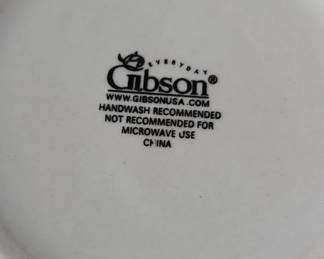 EVERYDAY
Gibson®
WWW.GIBSONUSA.COM
HANDWASH RECOMMENDED
NOT RECOMMENDED FOR
MICROWAVE USE
CHINA